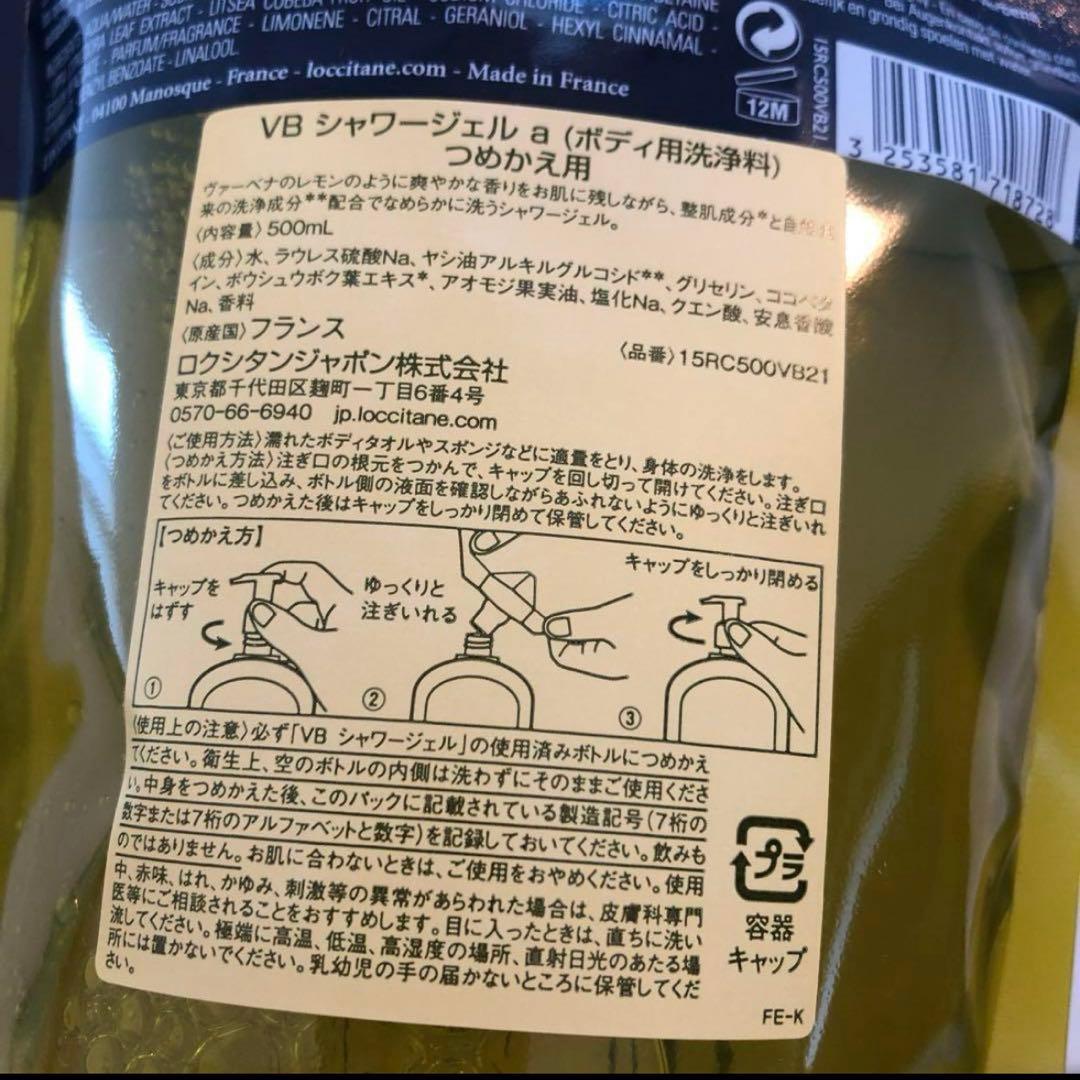 AQUA/WATER
LEAF EXTRACT - LITSEA CUBEBA FRUIT OIL - SODIUM CHLORIDE - CITRIC ACID -
PARFUM/FRAGRANCE - LIMONENE - CITRAL - GERANIOL - HEXYL CINNAMAL -
BENZOATE - LINALOOL
04100 Manosque - France - loccitane.com - Made in France
12M
15RC500VB21
en grondig spoelen met
3 253581 718728
VB シャワージェル a (ボディ用洗浄料)
つめかえ用
ヴァーベナのレモンのように爽やかな香りをお肌に残しながら、整肌成分*と自然由
来の洗浄成分**配合でなめらかに洗うシャワージェル。
〈内容量〉500mL
〈成分〉水、ラウレス硫酸Na、ヤシ油アルキルグルコシド**、グリセリン、ココベタ
イン、ボウシュウボク葉エキス*、アオモジ果実油、塩化Na、クエン酸、安息香酸
Na、香料
〈原産国〉フランス
〈品番〉15RC500VB21
ロクシタンジャポン株式会社
東京都千代田区麹町一丁目6番4号
0570-66-6940 jp.loccitane.com
〈ご使用方法〉濡れたボディタオルやスポンジなどに適量をとり、身体の洗浄をします。
〈つめかえ方法〉注ぎ口の根元をつかんで、キャップを回し切って開けてください。注ぎ口
をボトルに差し込み、ボトル側の液面を確認しながらあふれないようにゆっくりと注ぎいれ
てください。つめかえた後はキャップをしっかり閉めて保管してください。
【つめかえ方】
キャップを
はずす
①
ゆっくりと
注ぎいれる
②
キャップをしっかり閉める
③
〈使用上の注意〉必ず「VB シャワージェル」の使用済みボトルにつめかえ
てください。衛生上、空のボトルの内側は洗わずにそのままご使用くださ
い。中身をつめかえた後、このパックに記載されている製造記号(7桁の
数字または7桁のアルファベットと数字)を記録しておいてください。飲みも
のではありません。お肌に合わないときは、ご使用をおやめください。使用
中、赤味、はれ、かゆみ、刺激等の異常があらわれた場合は、皮膚科専門
医等にご相談されることをおすすめします。目に入ったときは、直ちに洗い
流してください。極端に高温、低温、高湿度の場所、直射日光のあたる場
所には置かないでください。乳幼児の手の届かないところに保管してくだ
さい。
プラ
容器
キャップ
FE-K